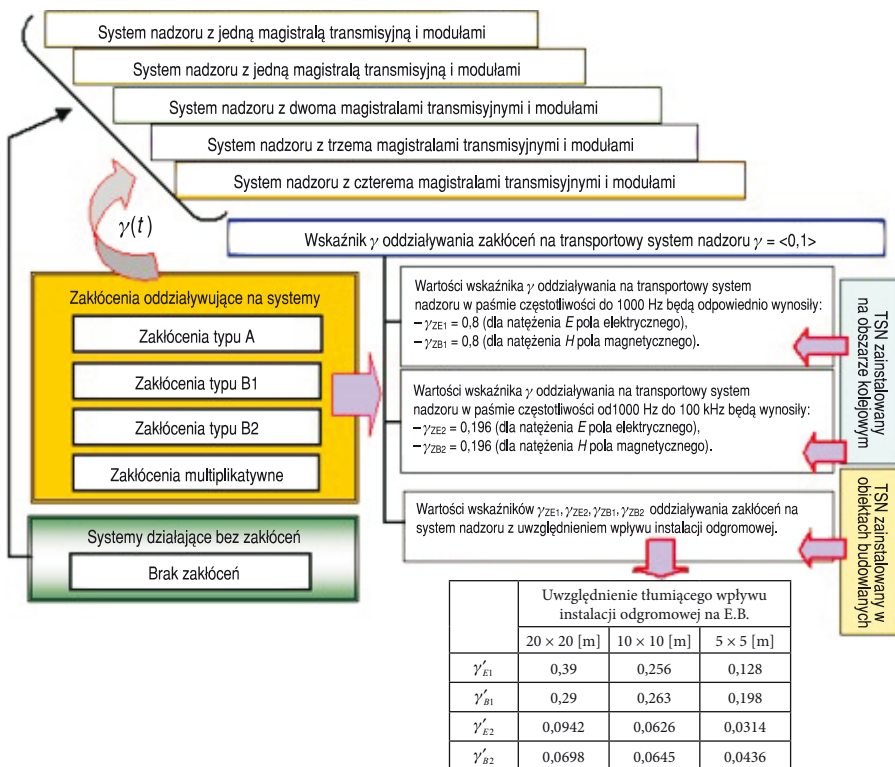 System nadzoru z jedną magistralą transmisyjną i modułami
System nadzoru z jedną magistralą transmisyjną i modułami
System nadzoru z dwoma magistralami transmisyjnymi i modułami
System nadzoru z trzema magistralami transmisyjnymi i modułami
System nadzoru z czterema magistralami transmisyjnymi i modułami
γ(t)
Wskaźnik γ oddziaływania zakłóceń na transportowy system nadzoru γ = <0,1>
Zakłócenia oddziaływujące na systemy
Zakłócenia typu A
Zakłócenia typu B1
Zakłócenia typu B2
Zakłócenia multiplikatywne
Systemy działające bez zakłóceń
Brak zakłóceń
Wartości wskaźnika γ oddziaływania na transportowy system
nadzoru w paśmie częstotliwości do 1000 Hz będą odpowiednio wynosiły:
– γZE1 = 0,8 (dla natężenia E pola elektrycznego),
– γZB1 = 0,8 (dla natężenia H pola magnetycznego).
Wartości wskaźnika γ oddziaływania na transportowy system
nadzoru w paśmie częstotliwości od1000 Hz do 100 kHz będą wynosiły:
– γZE2 = 0,196 (dla natężenia E pola elektrycznego),
– γZB2 = 0,196 (dla natężenia H pola magnetycznego).
Wartości wskaźników γZE1, γZE2, γZB1, γZB2 oddziaływania zakłóceń na
system nadzoru z uwzględnieniem wpływu instalacji odgromowej.
TSN zainstalowany
na obszarze kolejowym
TSN zainstalowany w
obiektach budowlanych
Uwzględnienie tłumiącego wpływu
instalacji odgromowej na E.B.
20 × 20 [m] 10 × 10 [m] 5 × 5 [m]
γ′E1 0,39 0,256 0,128
γ′B1 0,29 0,263 0,198
γ′E2 0,0942 0,0626 0,0314
γ′B2 0,0698 0,0645 0,0436